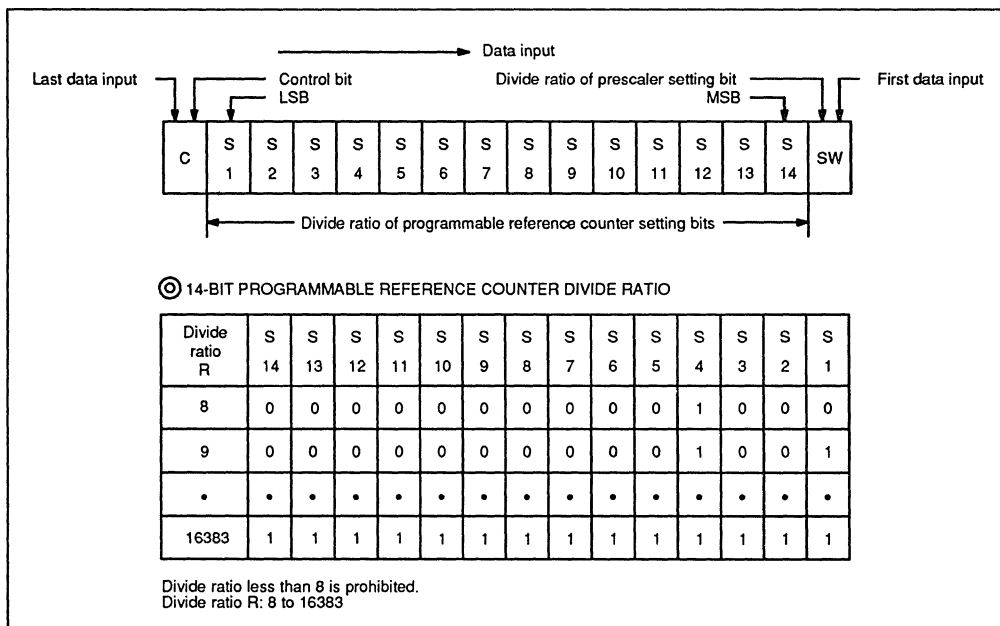 Data input
Last data input
Control bit
Divide ratio of prescaler setting bit
First data input
LSB
MSB
C S 1 S 2 S 3 S 4 S 5 S 6 S 7 S 8 S 9 S 10 S 11 S 12 S 13 S 14 SW
Divide ratio of programmable reference counter setting bits
14-BIT PROGRAMMABLE REFERENCE COUNTER DIVIDE RATIO
Divide ratio R S 14 S 13 S 12 S 11 S 10 S 9 S 8 S 7 S 6 S 5 S 4 S 3 S 2 S 1
8 0 0 0 0 0 0 0 0 0 0 1 0 0 0
9 0 0 0 0 0 0 0 0 0 0 1 0 0 1
• • • • • • • • • • • • • • •
16383 1 1 1 1 1 1 1 1 1 1 1 1 1 1
Divide ratio less than 8 is prohibited.
Divide ratio R: 8 to 16383